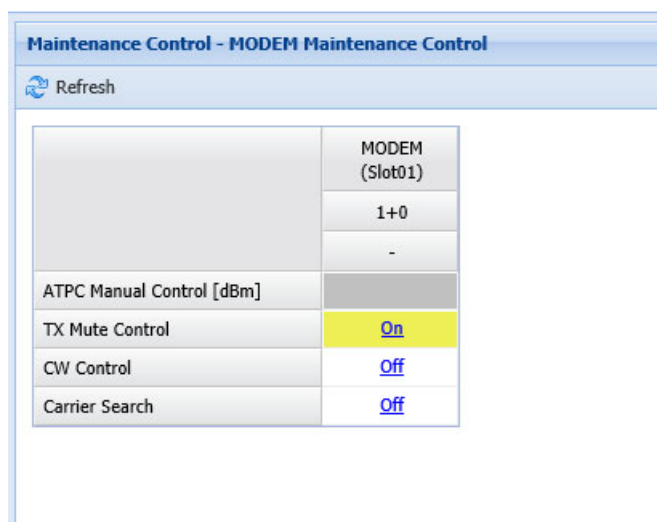 Maintenance Control - MODEM Maintenance Control
Refresh
MODEM
(Slot01)
1+0
-
ATPC Manual Control [dBm]
TX Mute Control On
CW Control Off
Carrier Search Off